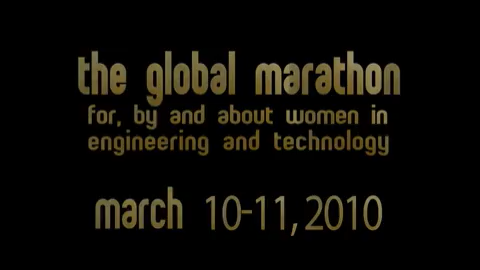 the global marathon
for, by and about women in
engineering and technology
march 10-11, 2010